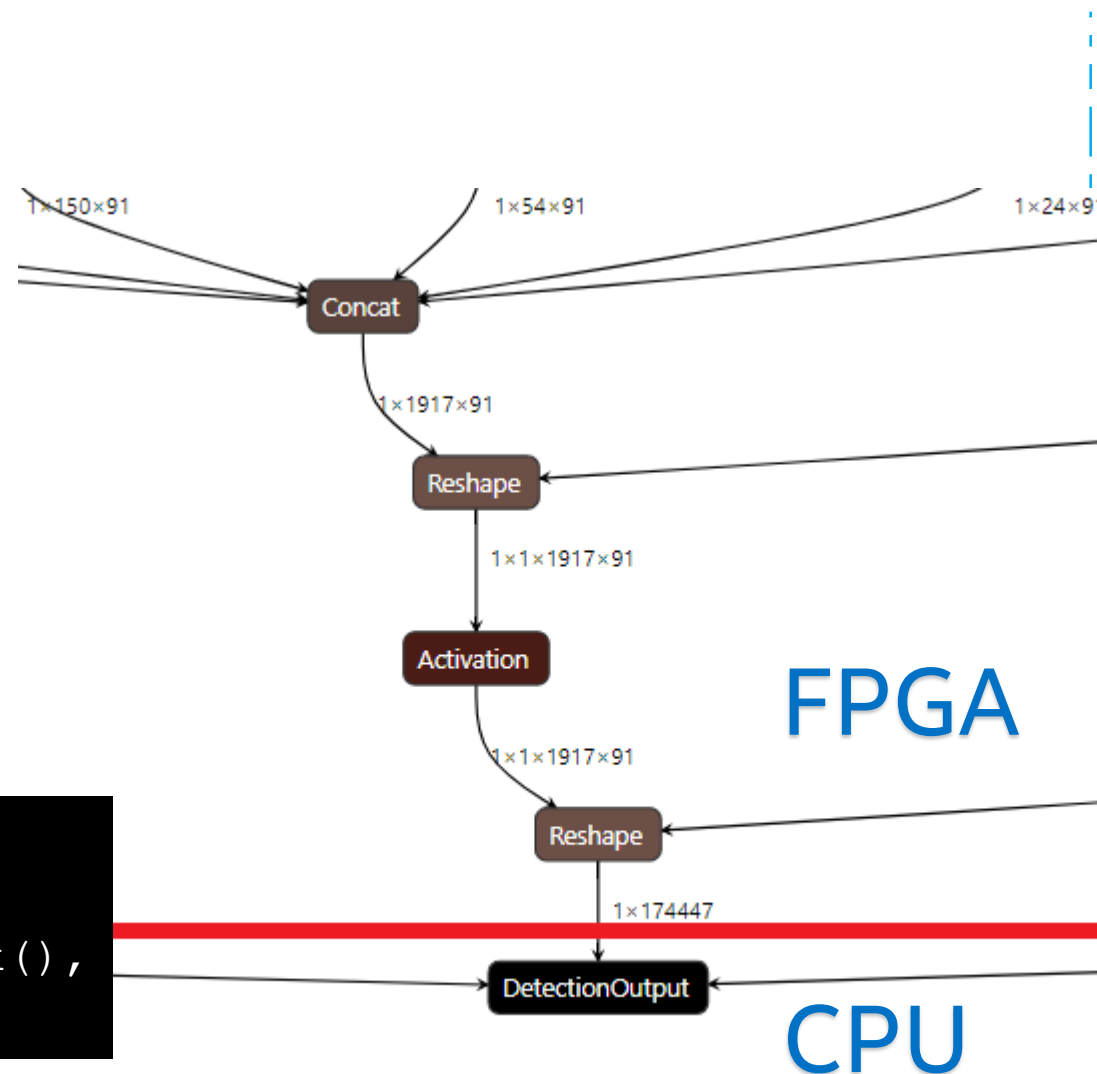 1×150×91
1×54×91
1×24×9
Concat
1×1917×91
Reshape
1×1×1917×91
Activation
FPGA
1×1×1917×91
Reshape
1×174447
(),
DetectionOutput
CPU